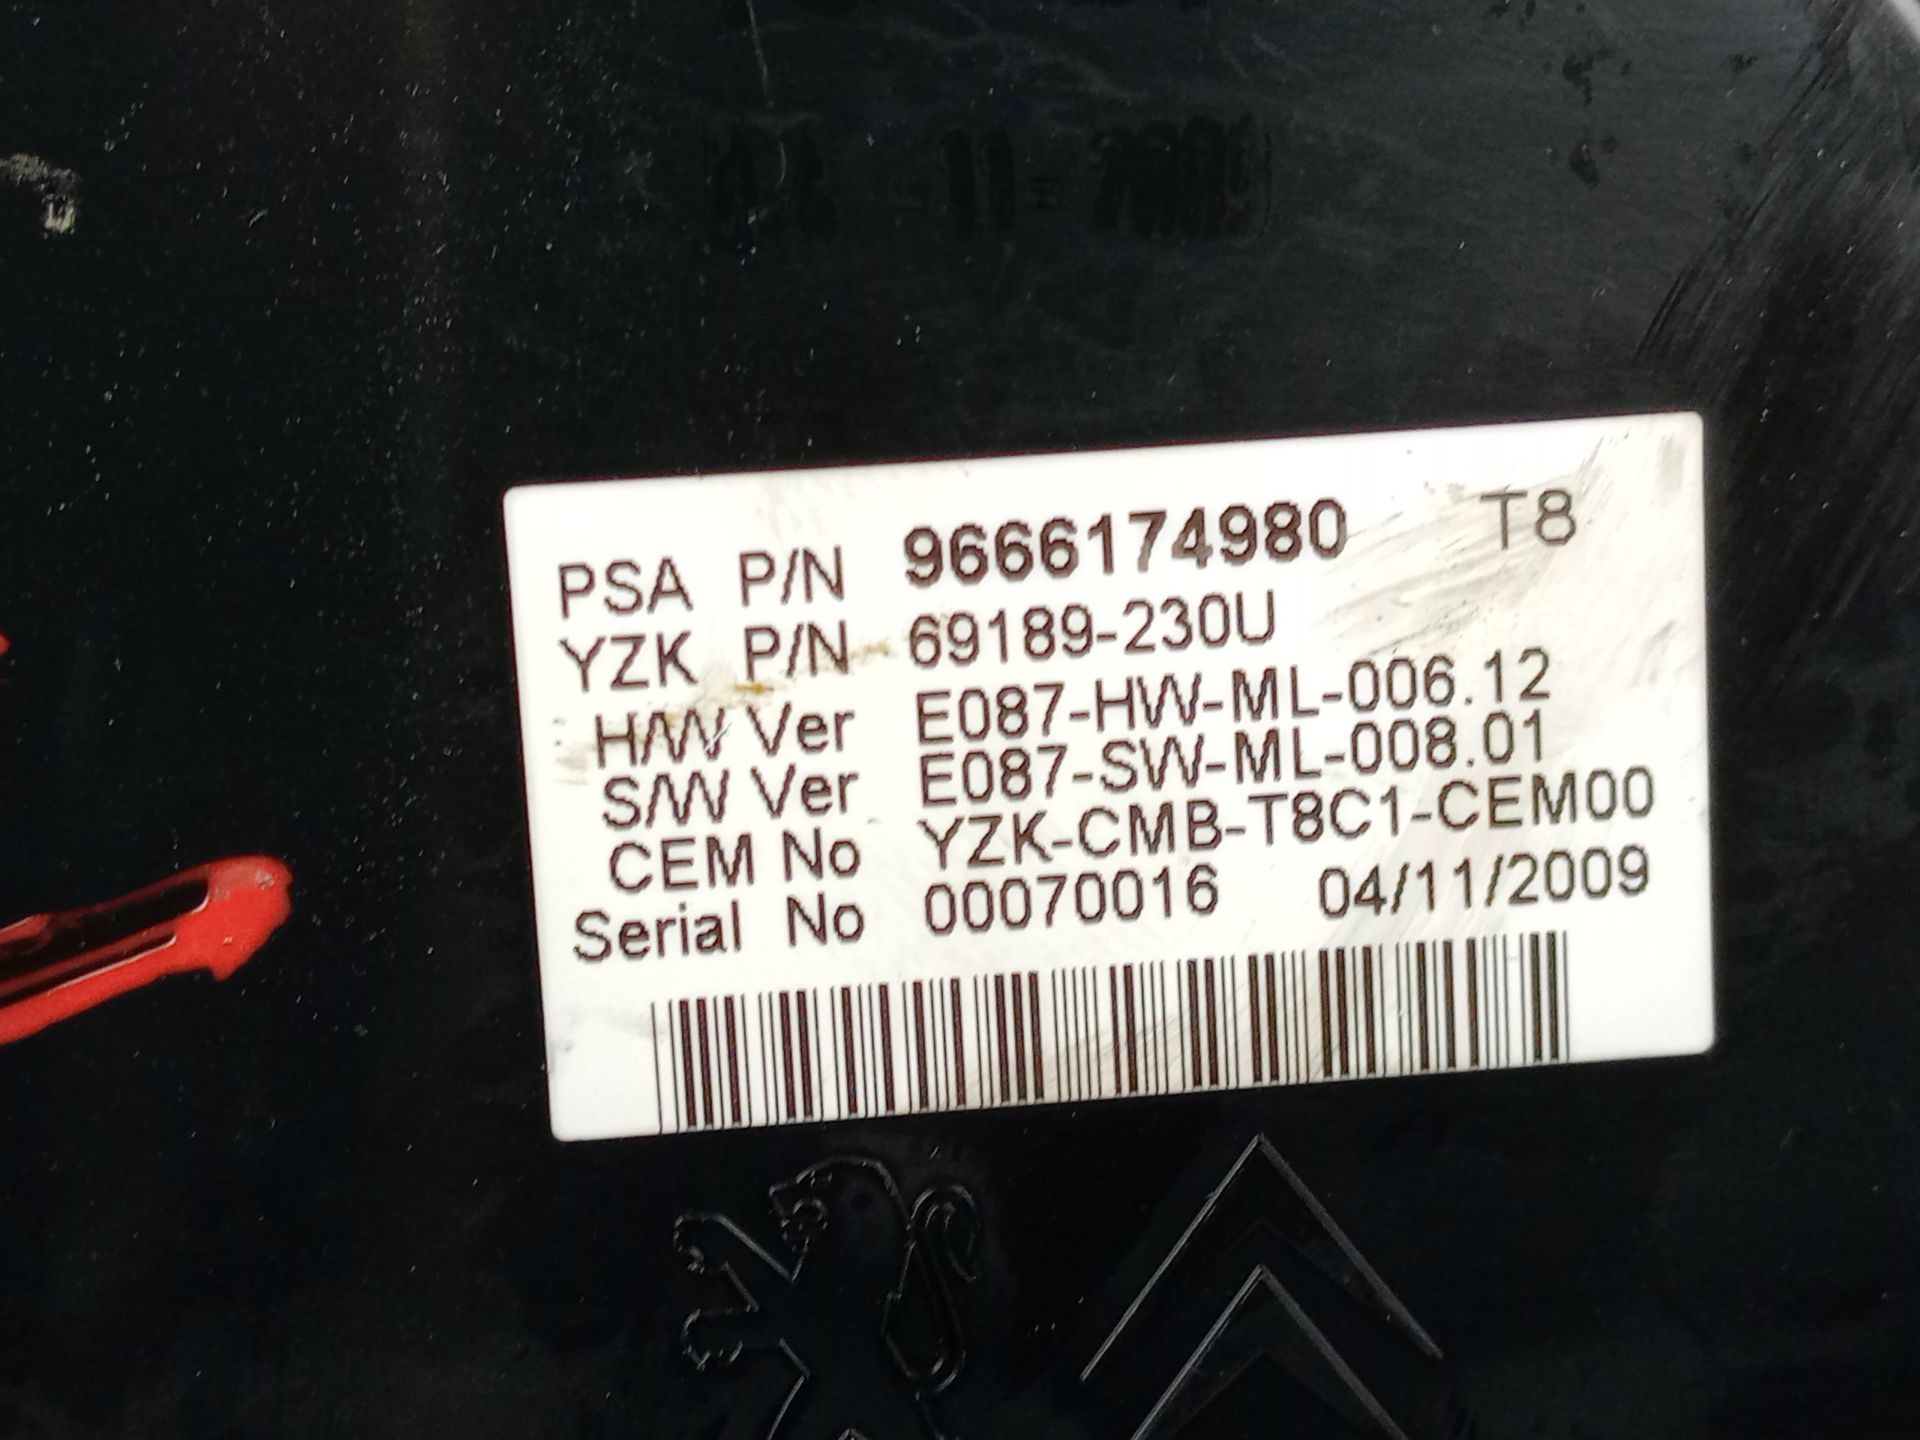 PSA P/N 9666174980 T8
YZK P/N 69189-230U
H/W Ver E087-HW-ML-006.12
S/W Ver E087-SW-ML-008.01
CEM No YZK-CMB-T8C1-CEM00
Serial No 00070016 04/11/2009